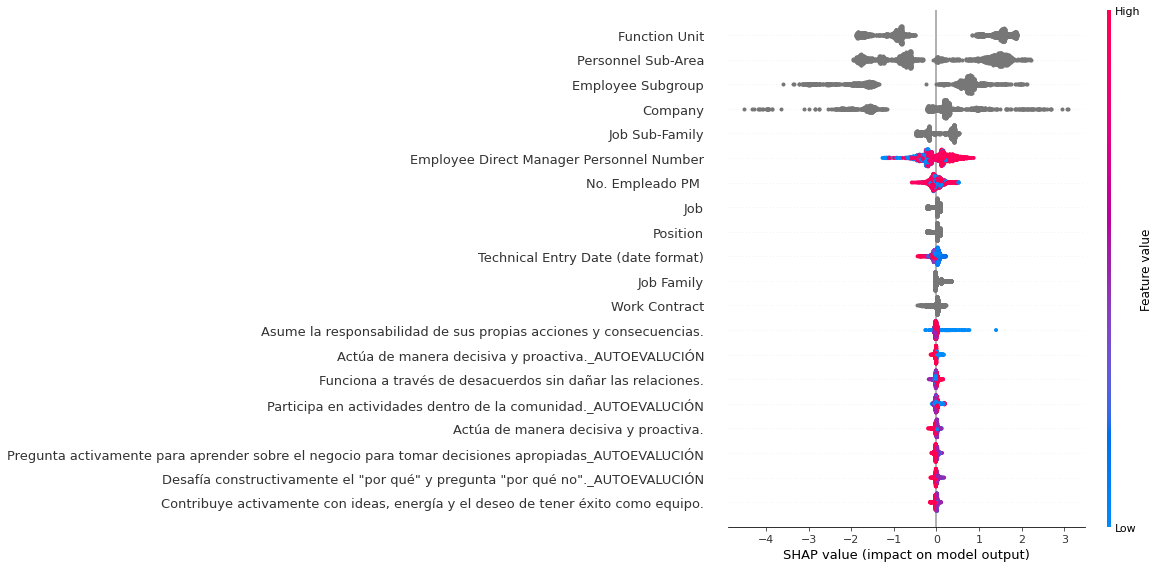 High
Function Unit
Personnel Sub-Area
Employee Subgroup
Company
Job Sub-Family
Employee Direct Manager Personnel Number
No. Empleado PM
Job
Position
Technical Entry Date (date format)
Job Family
Work Contract
Asume la responsabilidad de sus propias acciones y consecuencias.
Actúa de manera decisiva y proactiva._AUTOEVALUCIÓN
Funciona a través de desacuerdos sin dañar las relaciones.
Participa en actividades dentro de la comunidad._AUTOEVALUCIÓN
Actúa de manera decisiva y proactiva.
Pregunta activamente para aprender sobre el negocio para tomar decisiones apropiadas_AUTOEVALUCIÓN
Desafía constructivamente el "por qué" y pregunta "por qué no"._AUTOEVALUCIÓN
Contribuye activamente con ideas, energía y el deseo de tener éxito como equipo.
Feature value
Low
−4 −3 −2 −1 0 1 2 3
SHAP value (impact on model output)